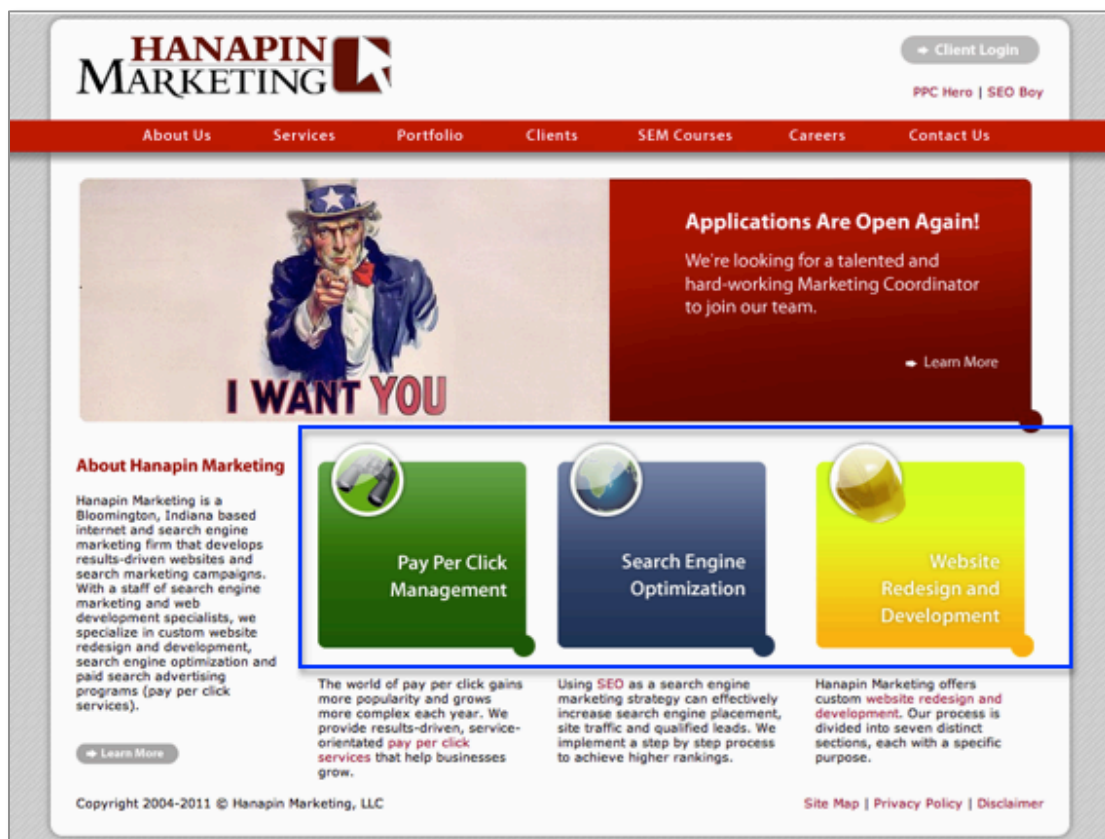 HANAPIN
MARKETING
Client Login
PPC Hero | SEO Boy
About Us Services Portfolio Clients SEM Courses Careers Contact Us
Applications Are Open Again!
We're looking for a talented and
hard-working Marketing Coordinator
to join our team.
Learn More
I WANT YOU
About Hanapin Marketing
Hanapin Marketing is a
Bloomington, Indiana based
internet and search engine
marketing firm that develops
results-driven websites and
search marketing campaigns.
With a staff of search engine
marketing and web
development specialists, we
specialize in custom website
redesign and development,
search engine optimization and
paid search advertising
programs (pay per click
services).
Learn More
Pay Per Click
Management
The world of pay per click gains
more popularity and grows
more complex each year. We
provide results-driven, service-
orientated pay per click
services that help businesses
grow.
Search Engine
Optimization
Using SEO as a search engine
marketing strategy can effectively
increase search engine placement,
site traffic and qualified leads. We
implement a step by step process
to achieve higher rankings.
Website
Redesign and
Development
Hanapin Marketing offers
custom website redesign and
development. Our process is
divided into seven distinct
sections, each with a specific
purpose.
Copyright 2004-2011 © Hanapin Marketing, LLC
Site Map | Privacy Policy | Disclaimer